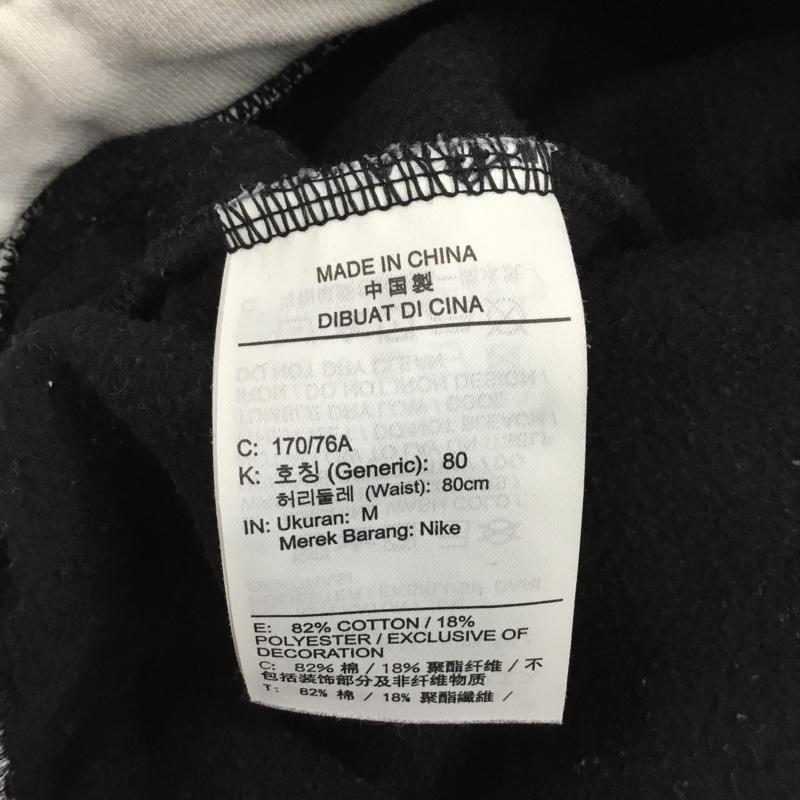 MADE IN CHINA
中国製
DIBUAT DI CINA
C: 170/76A
K: 호칭 (Generic): 80
허리둘레 (Waist): 80cm
IN: Ukuran: M
Merek Barang: Nike
E: 82% COTTON / 18%
POLYESTER / EXCLUSIVE OF
DECORATION
C: 82% 棉 / 18% 聚酯纤维 / 不
包括装饰部分及非纤维物质
T: 82% 棉 / 18% 聚酯纖維 /